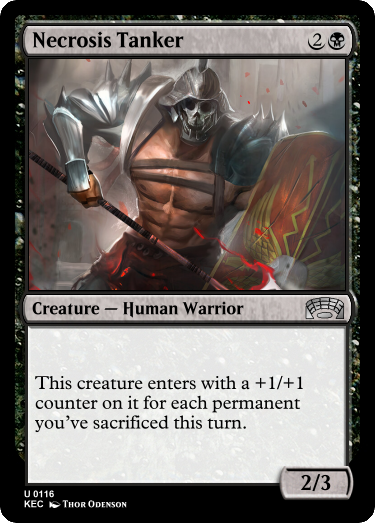 Necrosis Tanker 2
Creature — Human Warrior
This creature enters with a +1/+1
counter on it for each permanent
you've sacrificed this turn.
2/3
U 0116
KEC Thor Odenson